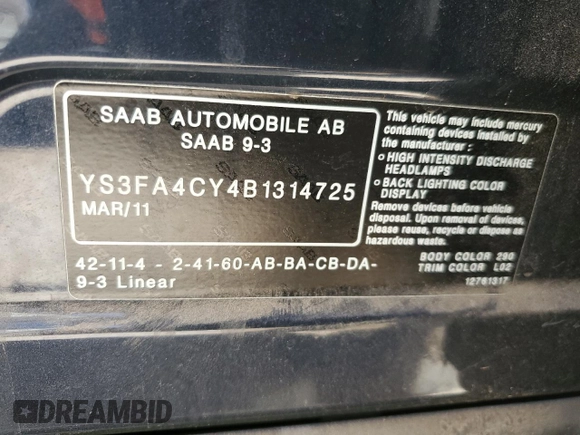 SAAB AUTOMOBILE AB
SAAB 9-3
YS3FA4CY4B1314725
MAR/11
42-11-4 - 2-41-60-AB-BA-CB-DA-
9-3 Linear
This vehicle may include mercury
containing devices installed by
the manufacturer:
o HIGH INTENSITY DISCHARGE
HEADLAMPS
o BACK LIGHTING COLOR
DISPLAY
Remove devices before vehicle
disposal. Upon removal of devices,
please reuse, recycle or dispose as
hazardous waste.
BODY COLOR 290
TRIM COLOR L02
12761317
DREAMBID